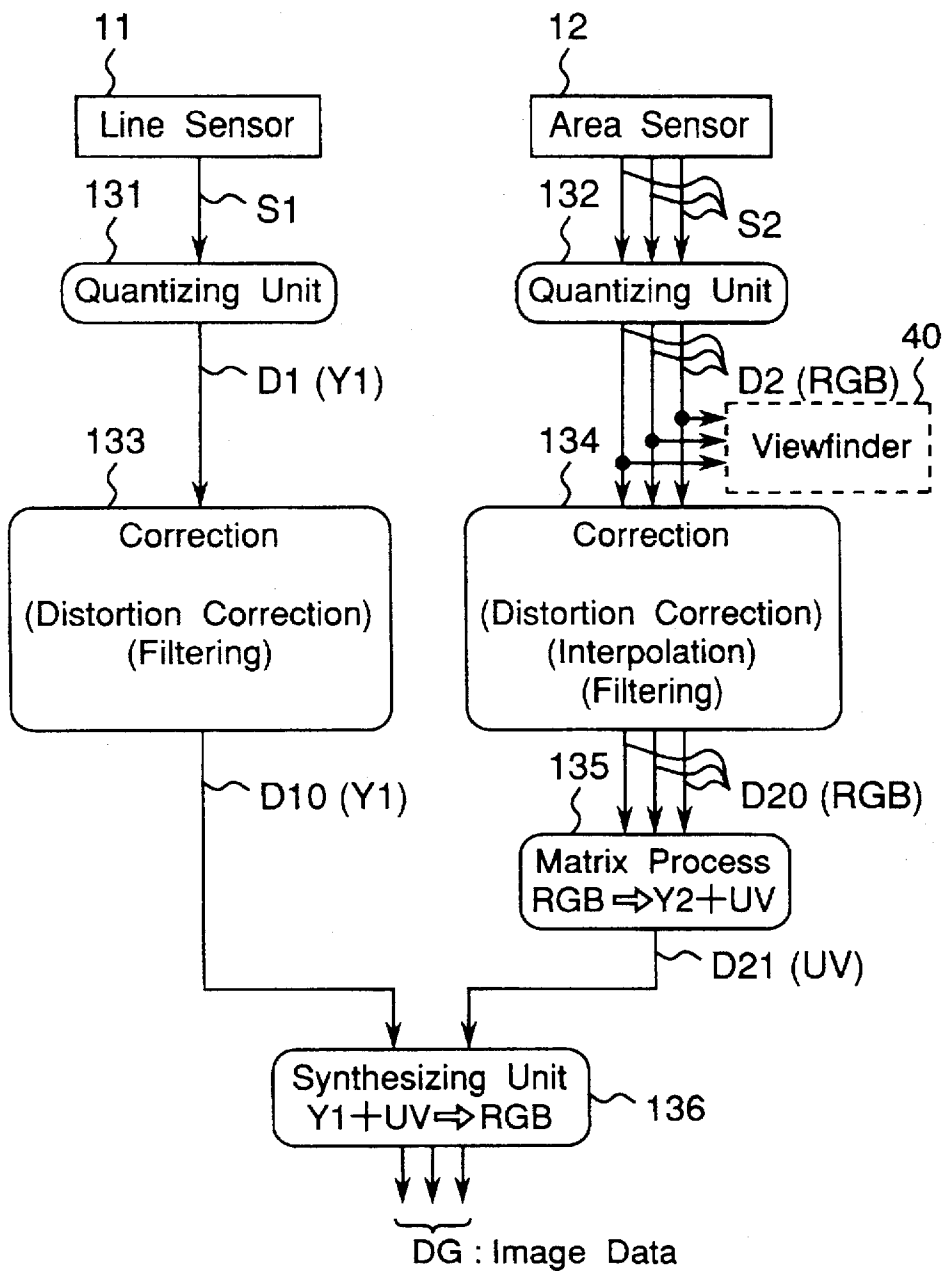 11
12
Line Sensor
Area Sensor
131
S1
132
S2
Quantizing Unit
Quantizing Unit
40
D1 (Y1)
D2 (RGB)
133
134
Viewfinder
Correction
(Distortion Correction)
(Filtering)
Correction
(Distortion Correction)
(Interpolation)
(Filtering)
D10 (Y1)
135
D20 (RGB)
Matrix Process
RGB ⇨ Y2+UV
D21 (UV)
Synthesizing Unit
Y1+UV ⇨ RGB
136
DG : Image Data